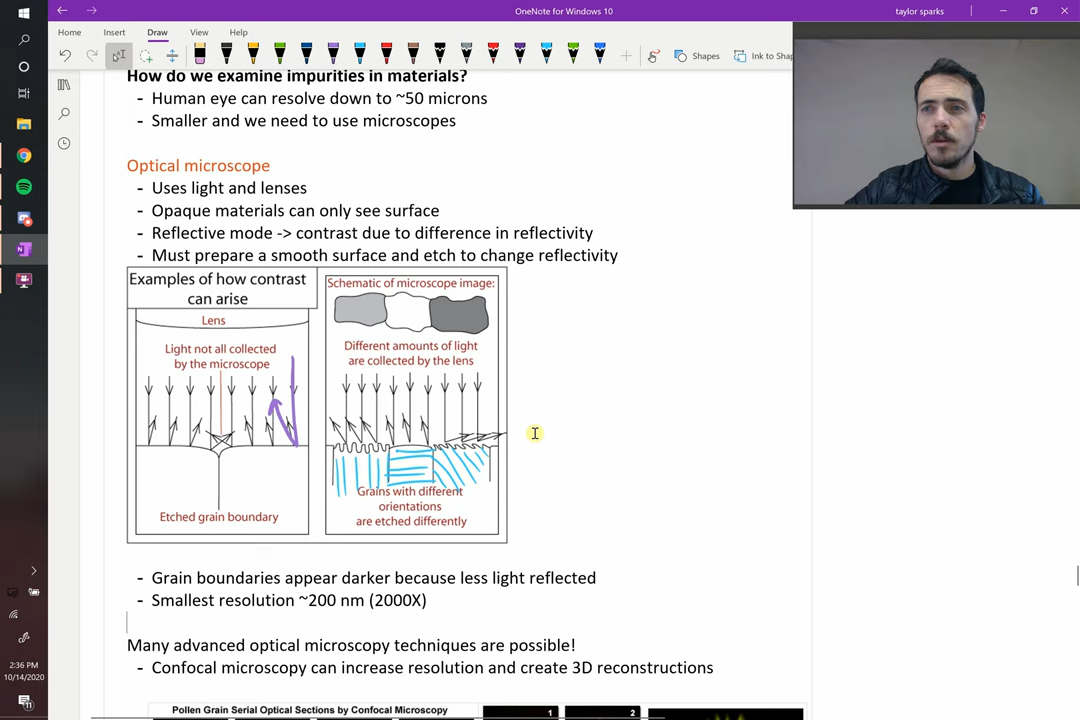 OneNote for Windows 10
taylor sparks
Home Insert Draw View Help
Shapes
Ink to Shap
How do we examine impurities in materials?
- Human eye can resolve down to ~50 microns
- Smaller and we need to use microscopes
Optical microscope
- Uses light and lenses
- Opaque materials can only see surface
- Reflective mode -> contrast due to difference in reflectivity
- Must prepare a smooth surface and etch to change reflectivity
Examples of how contrast
can arise
Lens
Light not all collected
by the microscope
Etched grain boundary
Schematic of microscope image:
Different amounts of light
are collected by the lens
Grains with different
orientations
are etched differently
- Grain boundaries appear darker because less light reflected
- Smallest resolution ~200 nm (2000X)
Many advanced optical microscopy techniques are possible!
- Confocal microscopy can increase resolution and create 3D reconstructions
Pollen Grain Serial Optical Sections by Confocal Microscopy
1
2
2:36 PM
10/14/2020